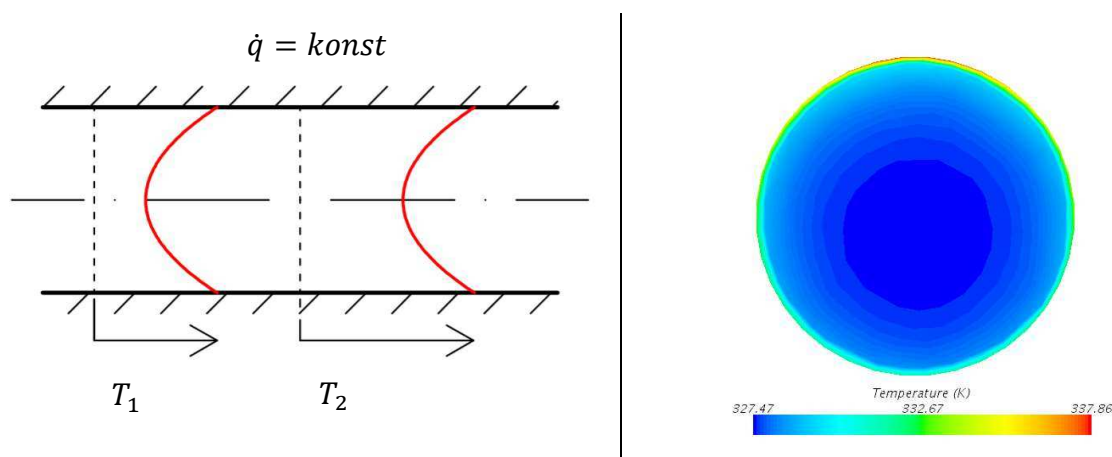 q̇ = konst
T₁
T₂
Temperature (K)
327.47 332.67 337.86